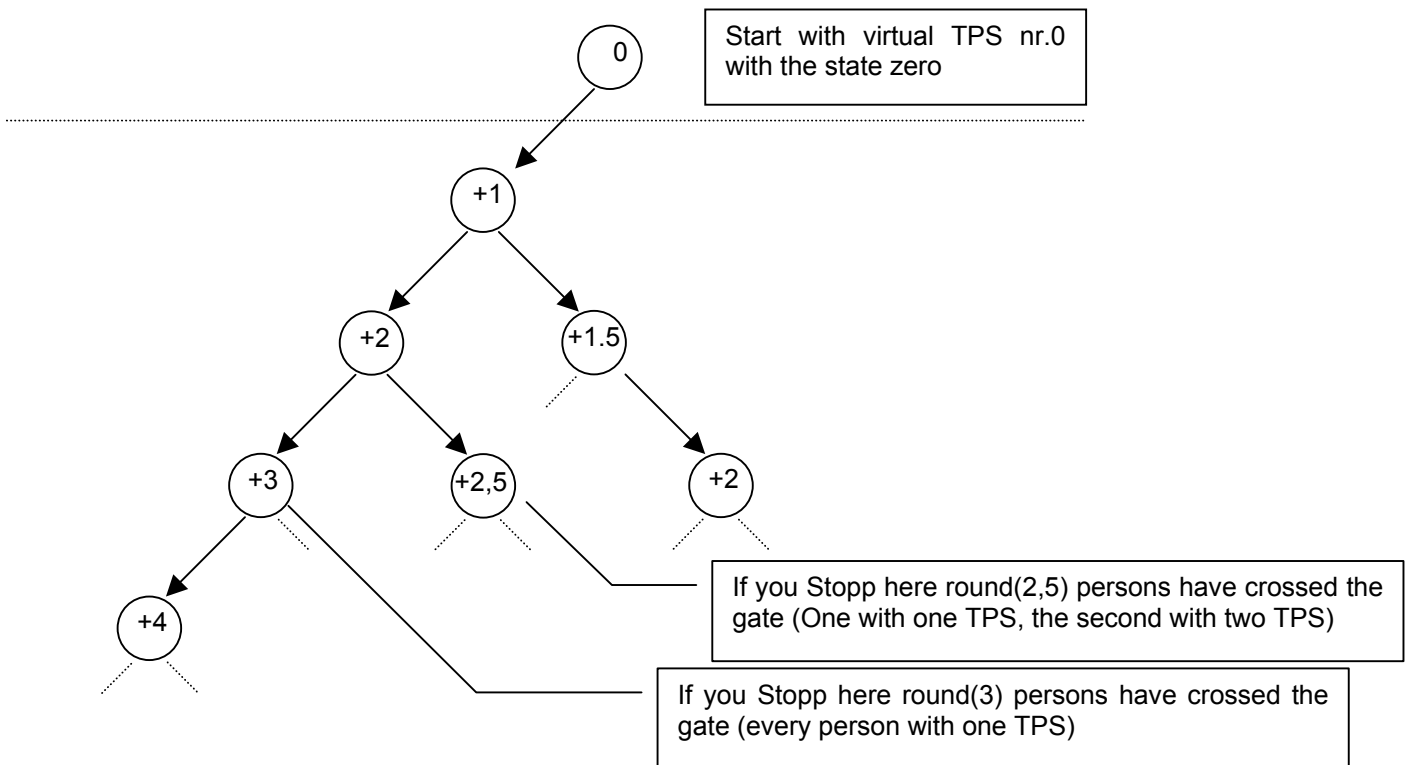 0
Start with virtual TPS nr.0
with the state zero
+1
+2
+1.5
+3
+2,5
+2
If you Stopp here round(2,5) persons have crossed the
gate (One with one TPS, the second with two TPS)
+4
If you Stopp here round(3) persons have crossed the
gate (every person with one TPS)